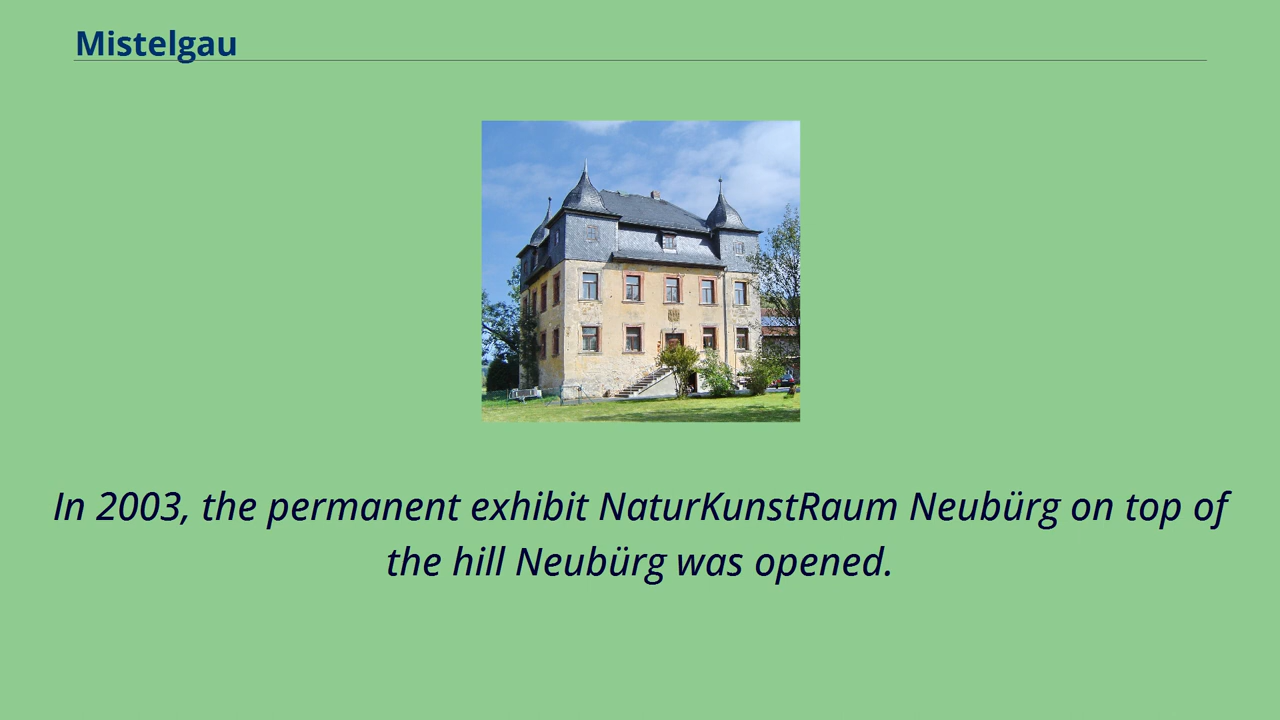 Mistelgau
In 2003, the permanent exhibit NaturKunstRaum Neubürg on top of
the hill Neubürg was opened.